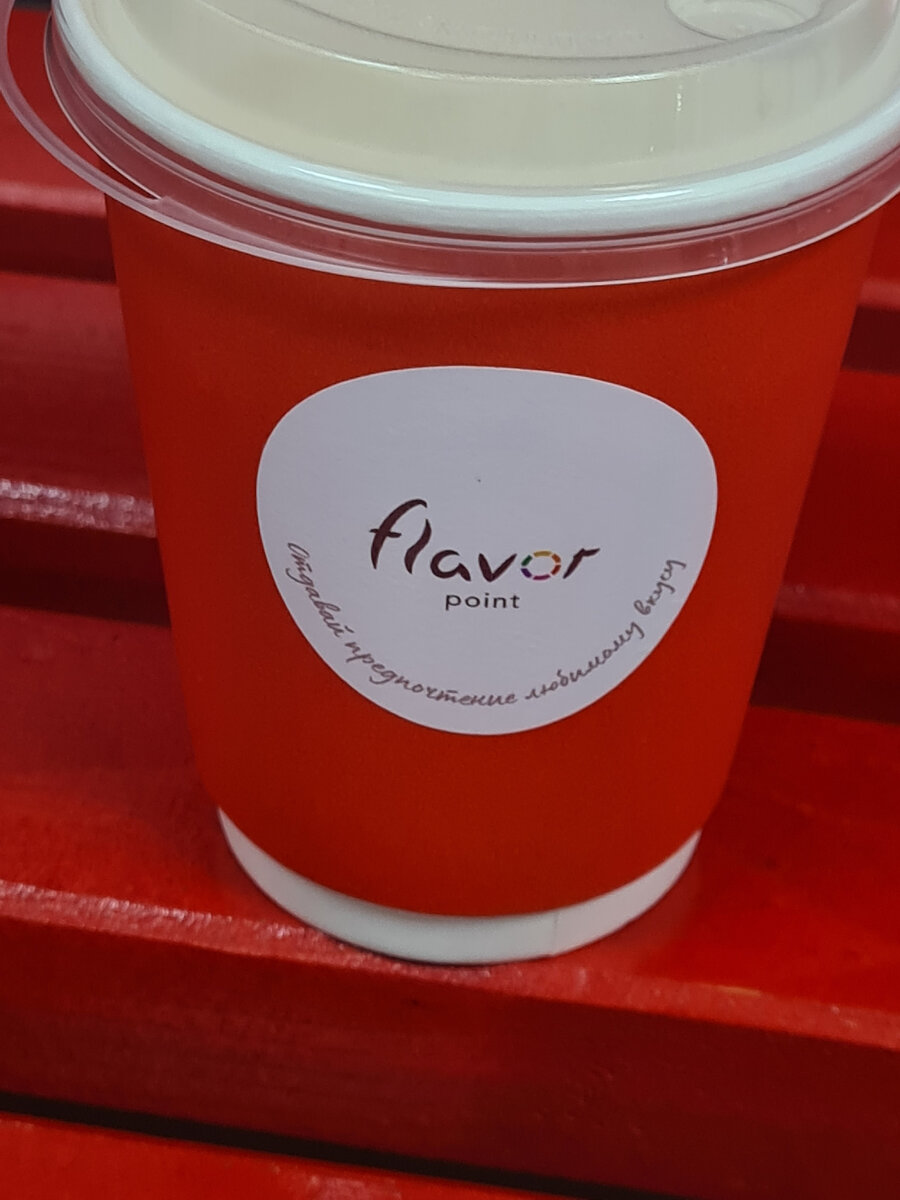 flavor
point
Отдавай предпочтение любимому вкусу